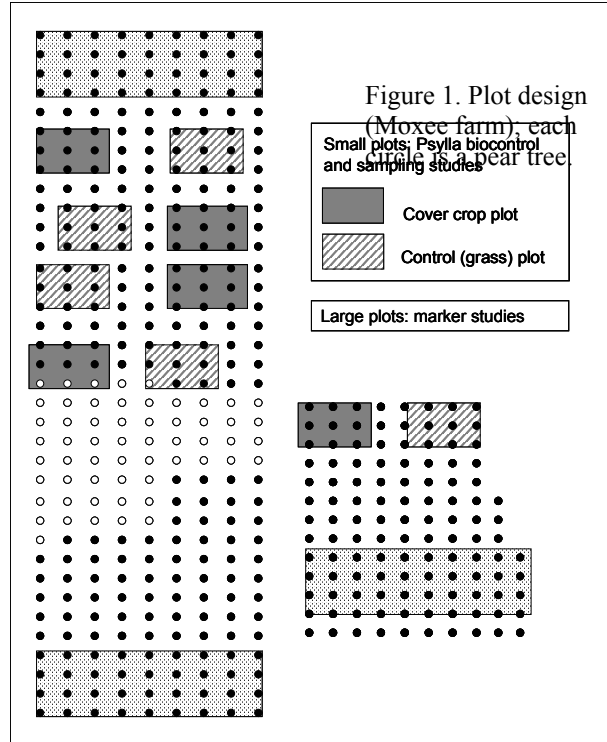 Figure 1. Plot design
(Moxee farm); each
circle is a pear tree.
Small plots: Psylla biocontrol
and sampling studies
Cover crop plot
Control (grass) plot
Large plots: marker studies